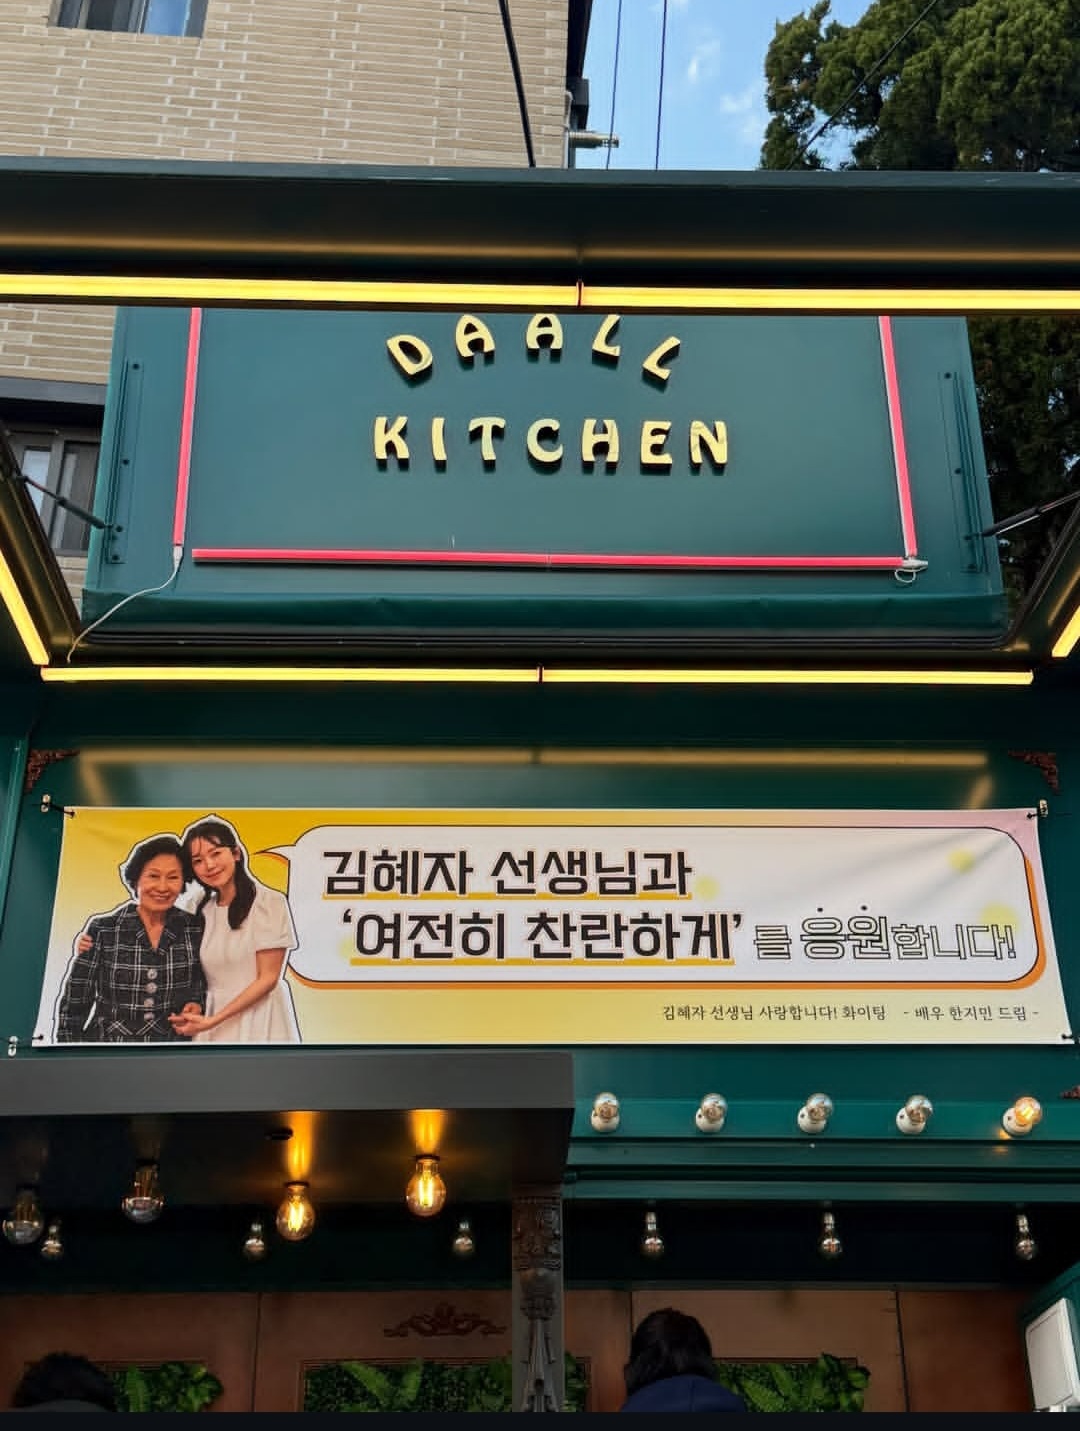 DAALL
KITCHEN
김혜자 선생님과
'여전히 찬란하게'를 응원합니다!
김혜자 선생님 사랑합니다! 화이팅 - 배우 한지민 드림 -